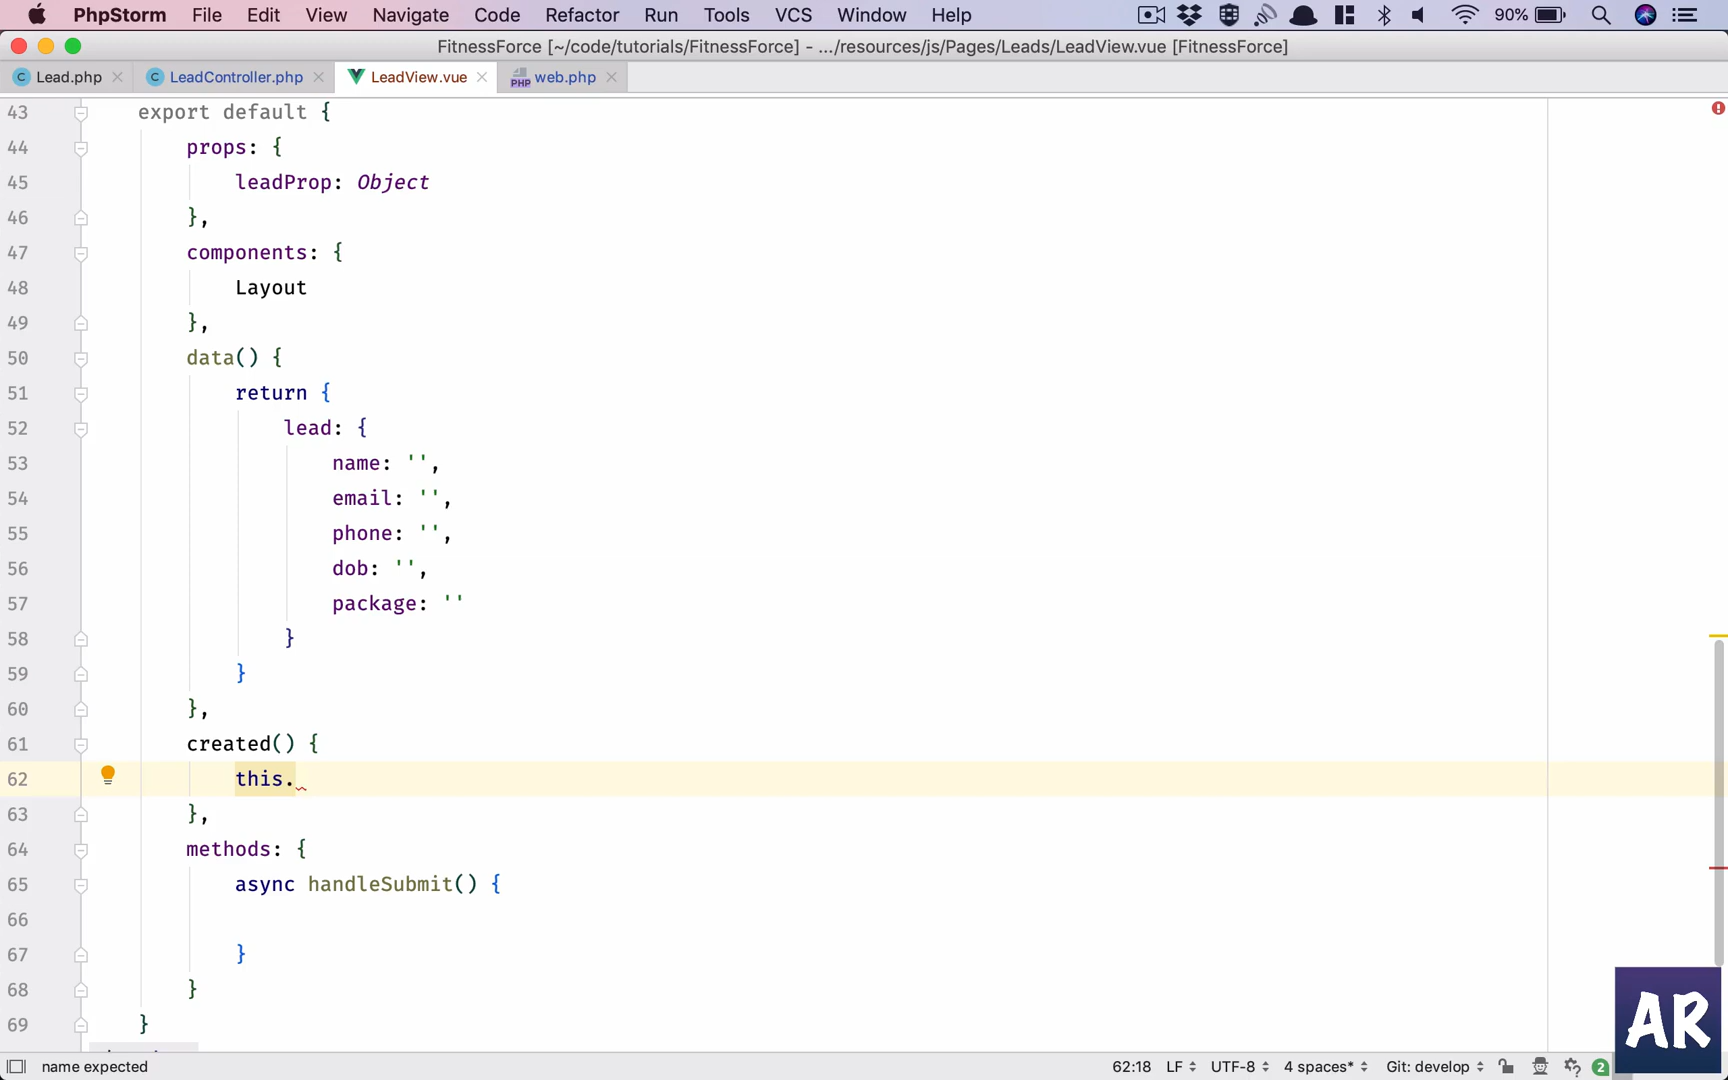 PhpStorm File Edit View Navigate Code Refactor Run Tools VCS Window Help 90%
FitnessForce [~/code/tutorials/FitnessForce] - .../resources/js/Pages/Leads/LeadView.vue [FitnessForce]
C Lead.php C LeadController.php LeadView.vue PHP web.php
43 export default {
44 props: {
45 leadProp: Object
46 },
47 components: {
48 Layout
49 },
50 data() {
51 return {
52 lead: {
53 name: '',
54 email: '',
55 phone: '',
56 dob: '',
57 package: ''
58 }
59 }
60 },
61 created() {
62 this.
63 },
64 methods: {
65 async handleSubmit() {
66
67 }
68 }
69 }
AR
name expected 62:18 LF UTF-8 4 spaces* Git: develop 2